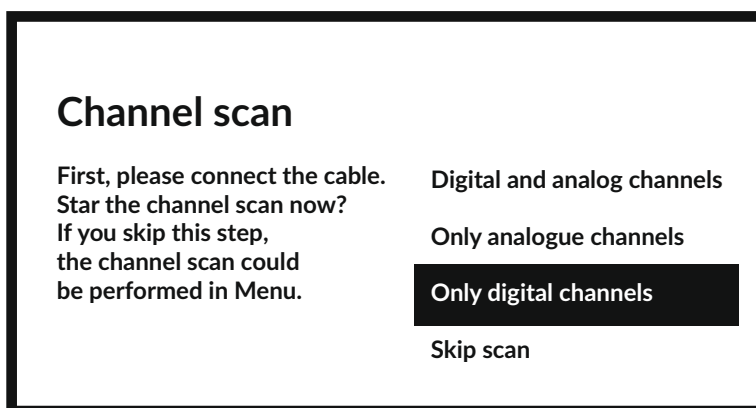 Channel scan
First, please connect the cable.
Star the channel scan now?
If you skip this step,
the channel scan could
be performed in Menu.
Digital and analog channels
Only analogue channels
Only digital channels
Skip scan